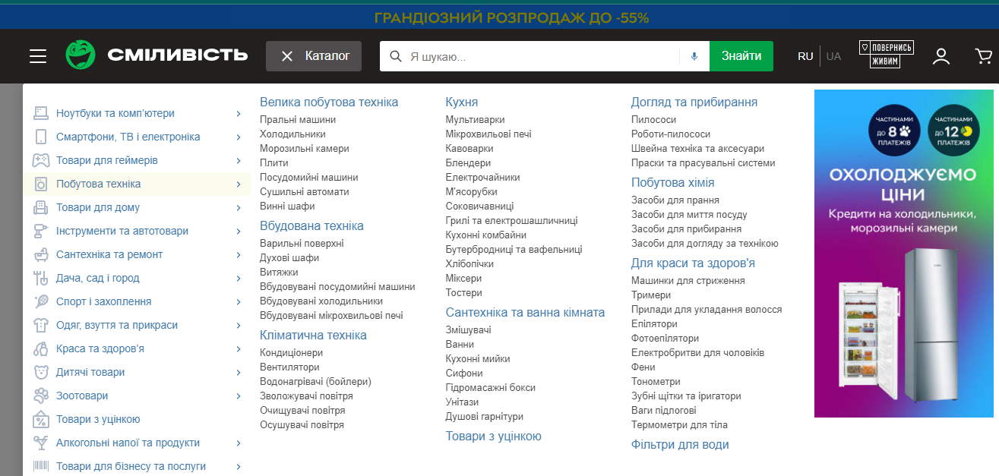 ГРАНДІОЗНИЙ РОЗПРОДАЖ ДО -55%
СМІЛИВІСТЬ
Каталог
Я шукаю...
Знайти
RU
UA
ПОВЕРНИСЬ
ЖИВИМ
Ноутбуки та комп'ютери
Смартфони, ТВ і електроніка
Товари для геймерів
Побутова техніка
Товари для дому
Інструменти та автотовари
Сантехніка та ремонт
Дача, сад і город
Спорт і захоплення
Одяг, взуття та прикраси
Краса та здоров'я
Дитячі товари
Зоотовари
Товари з уцінкою
Алкогольні напої та продукти
Товари для бізнесу та послуги
Велика побутова техніка
Пральні машини
Холодильники
Морозильні камери
Плити
Посудомийні машини
Сушильні автомати
Винні шафи
Вбудована техніка
Варильні поверхні
Духові шафи
Витяжки
Вбудовувані посудомийні машини
Вбудовувані холодильники
Вбудовувані мікрохвильові печі
Кліматична техніка
Кондиціонери
Вентилятори
Водонагрівачі (бойлери)
Зволожувачі повітря
Очищувачі повітря
Осушувачі повітря
Кухня
Мультиварки
Мікрохвильові печі
Кавоварки
Блендери
Електрочайники
М'ясорубки
Соковичавниці
Грилі та електрошашличниці
Кухонні комбайни
Бутербродниці та вафельниці
Хлібопічки
Міксери
Тостери
Сантехніка та ванна кімната
Змішувачі
Ванни
Кухонні мийки
Сифони
Гідромасажні бокси
Унітази
Душові гарнітури
Товари з уцінкою
Догляд та прибирання
Пилососи
Роботи-пилососи
Швейна техніка та аксесуари
Праски та прасувальні системи
Побутова хімія
Засоби для прання
Засоби для миття посуду
Засоби для прибирання
Засоби для догляду за технікою
Для краси та здоров'я
Машинки для стриження
Тримери
Прилади для укладання волосся
Епілятори
Фотоепілятори
Електробритви для чоловіків
Фени
Тонометри
Зубні щітки та іригатори
Ваги підлогові
Термометри для тіла
Фільтри для води
ЧАСТИНАМИ
ДО 8
ПЛАТЕЖІВ
ЧАСТИНАМИ
ДО 12
ПЛАТЕЖІВ
ОХОЛОДЖУЄМО
ЦІНИ
Кредити на холодильники,
морозильні камери